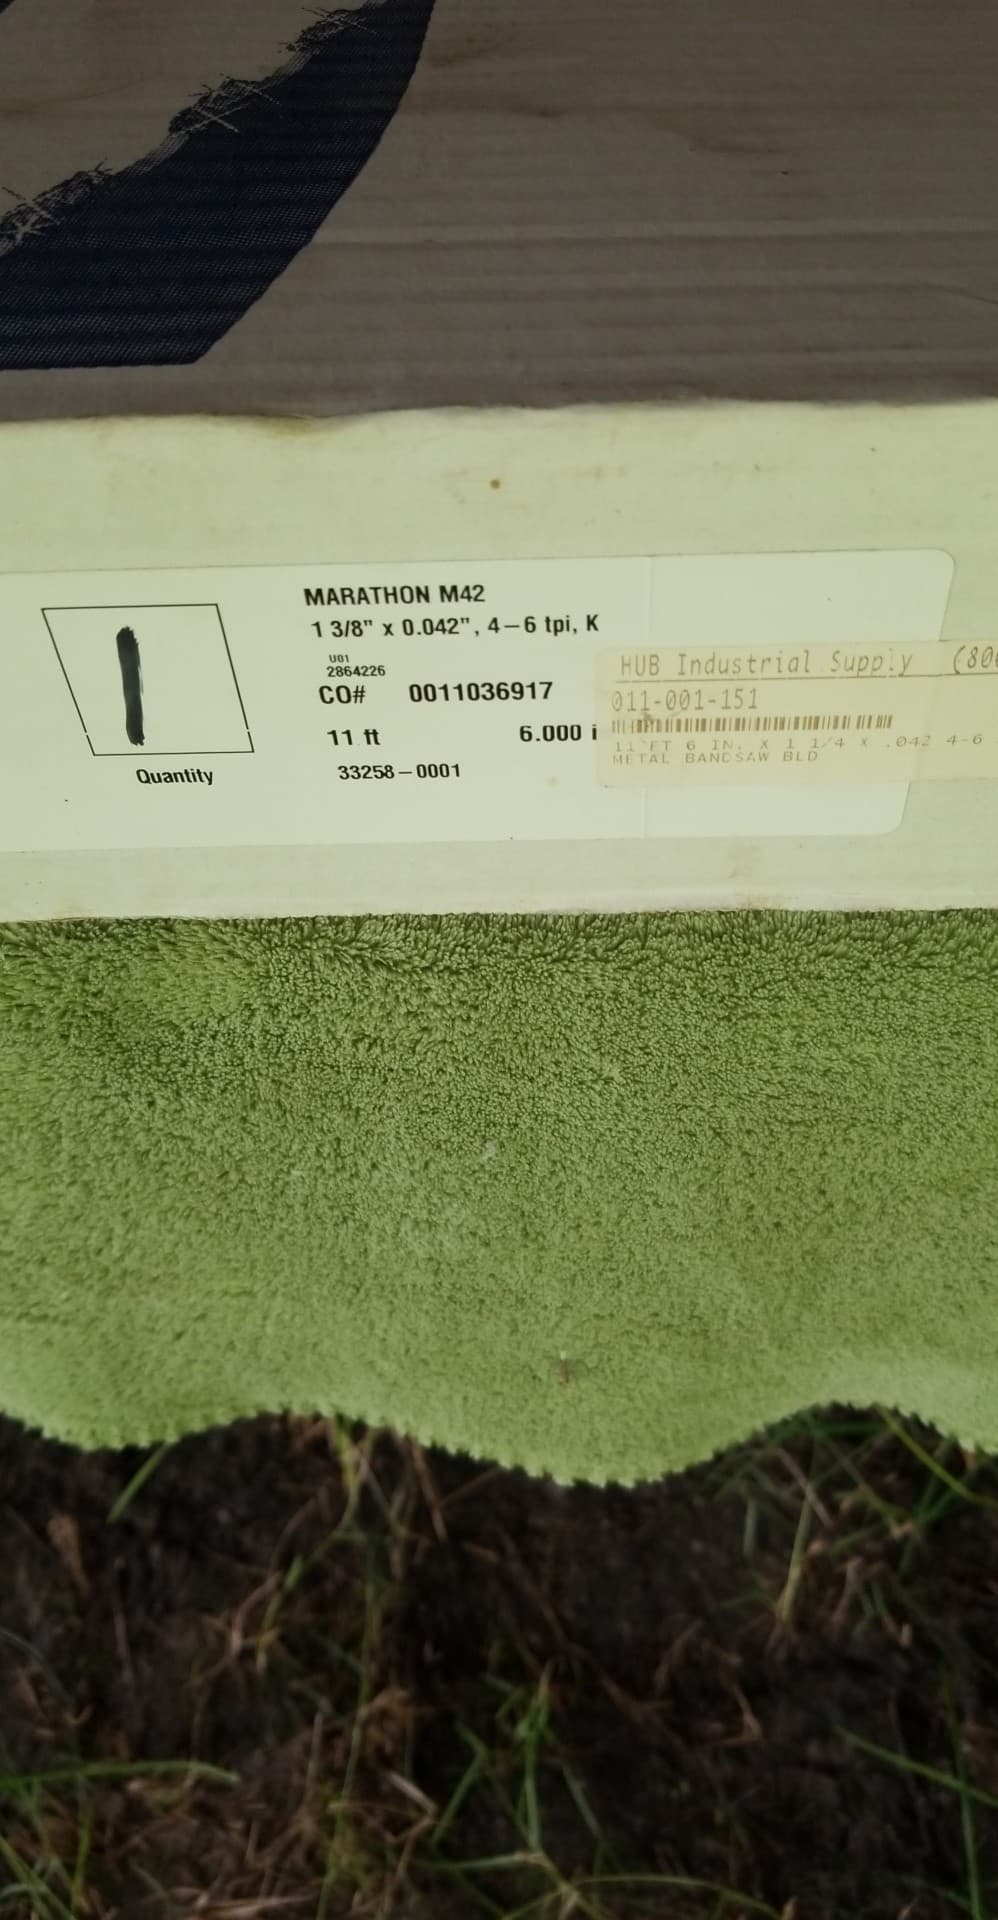 MARATHON M42
1 3/8" x 0.042", 4-6 tpi, K
U01
2864226
CO# 0011036917
11 ft 6.000 i
33258-0001
Quantity
HUB Industrial Supply (80
011-001-151
11 FT 6 IN. X 1 1/4 X .042 4-6
METAL BANDSAW BLD